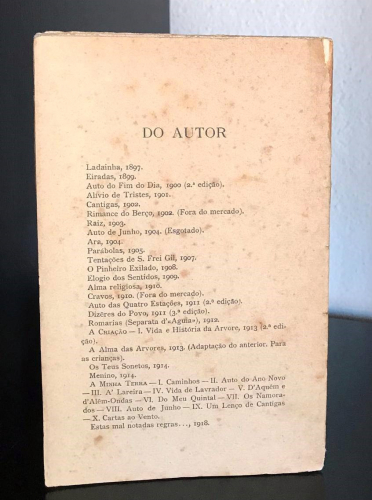 DO AUTOR
Ladainha, 1897.
Eiradas, 1899.
Auto do Fim do Dia, 1900 (2.ª edição).
Alívio de Tristes, 1901.
Cantigas, 1902.
Rimance do Berço, 1902. (Fora do mercado).
Raiz, 1903.
Auto de Junho, 1904. (Esgotado).
Ara, 1904.
Parábolas, 1905.
Tentações de S. Frei Gil, 1907.
O Pinheiro Exilado, 1908.
Elogio dos Sentidos, 1909.
Alma religiosa, 1910.
Cravos, 1910. (Fora do mercado).
Auto das Quatro Estações, 1911 (2.ª edição).
Dizêres do Povo, 1911 (3.ª edição).
Romarias (Separata d'«Aguia»), 1912.
A CRIAÇÃO — I. Vida e História da Arvore, 1913 (2.ª edi-
ção).
A Alma das Arvores, 1913. (Adaptação do anterior. Para
as crianças).
Os Teus Sonetos, 1914.
Menino, 1914.
A MINHA TERRA — I. Caminhos — II. Auto do Ano Novo
— III. A' Lareira — IV. Vida de Lavrador — V. D'Aquém e
d'Além-Ondas — VI. Do Meu Quintal — VII. Os Namora-
dos — VIII. Auto de Junho — IX. Um Lenço de Cantigas
— X. Cartas ao Vento.
Estas mal notadas regras..., 1918.